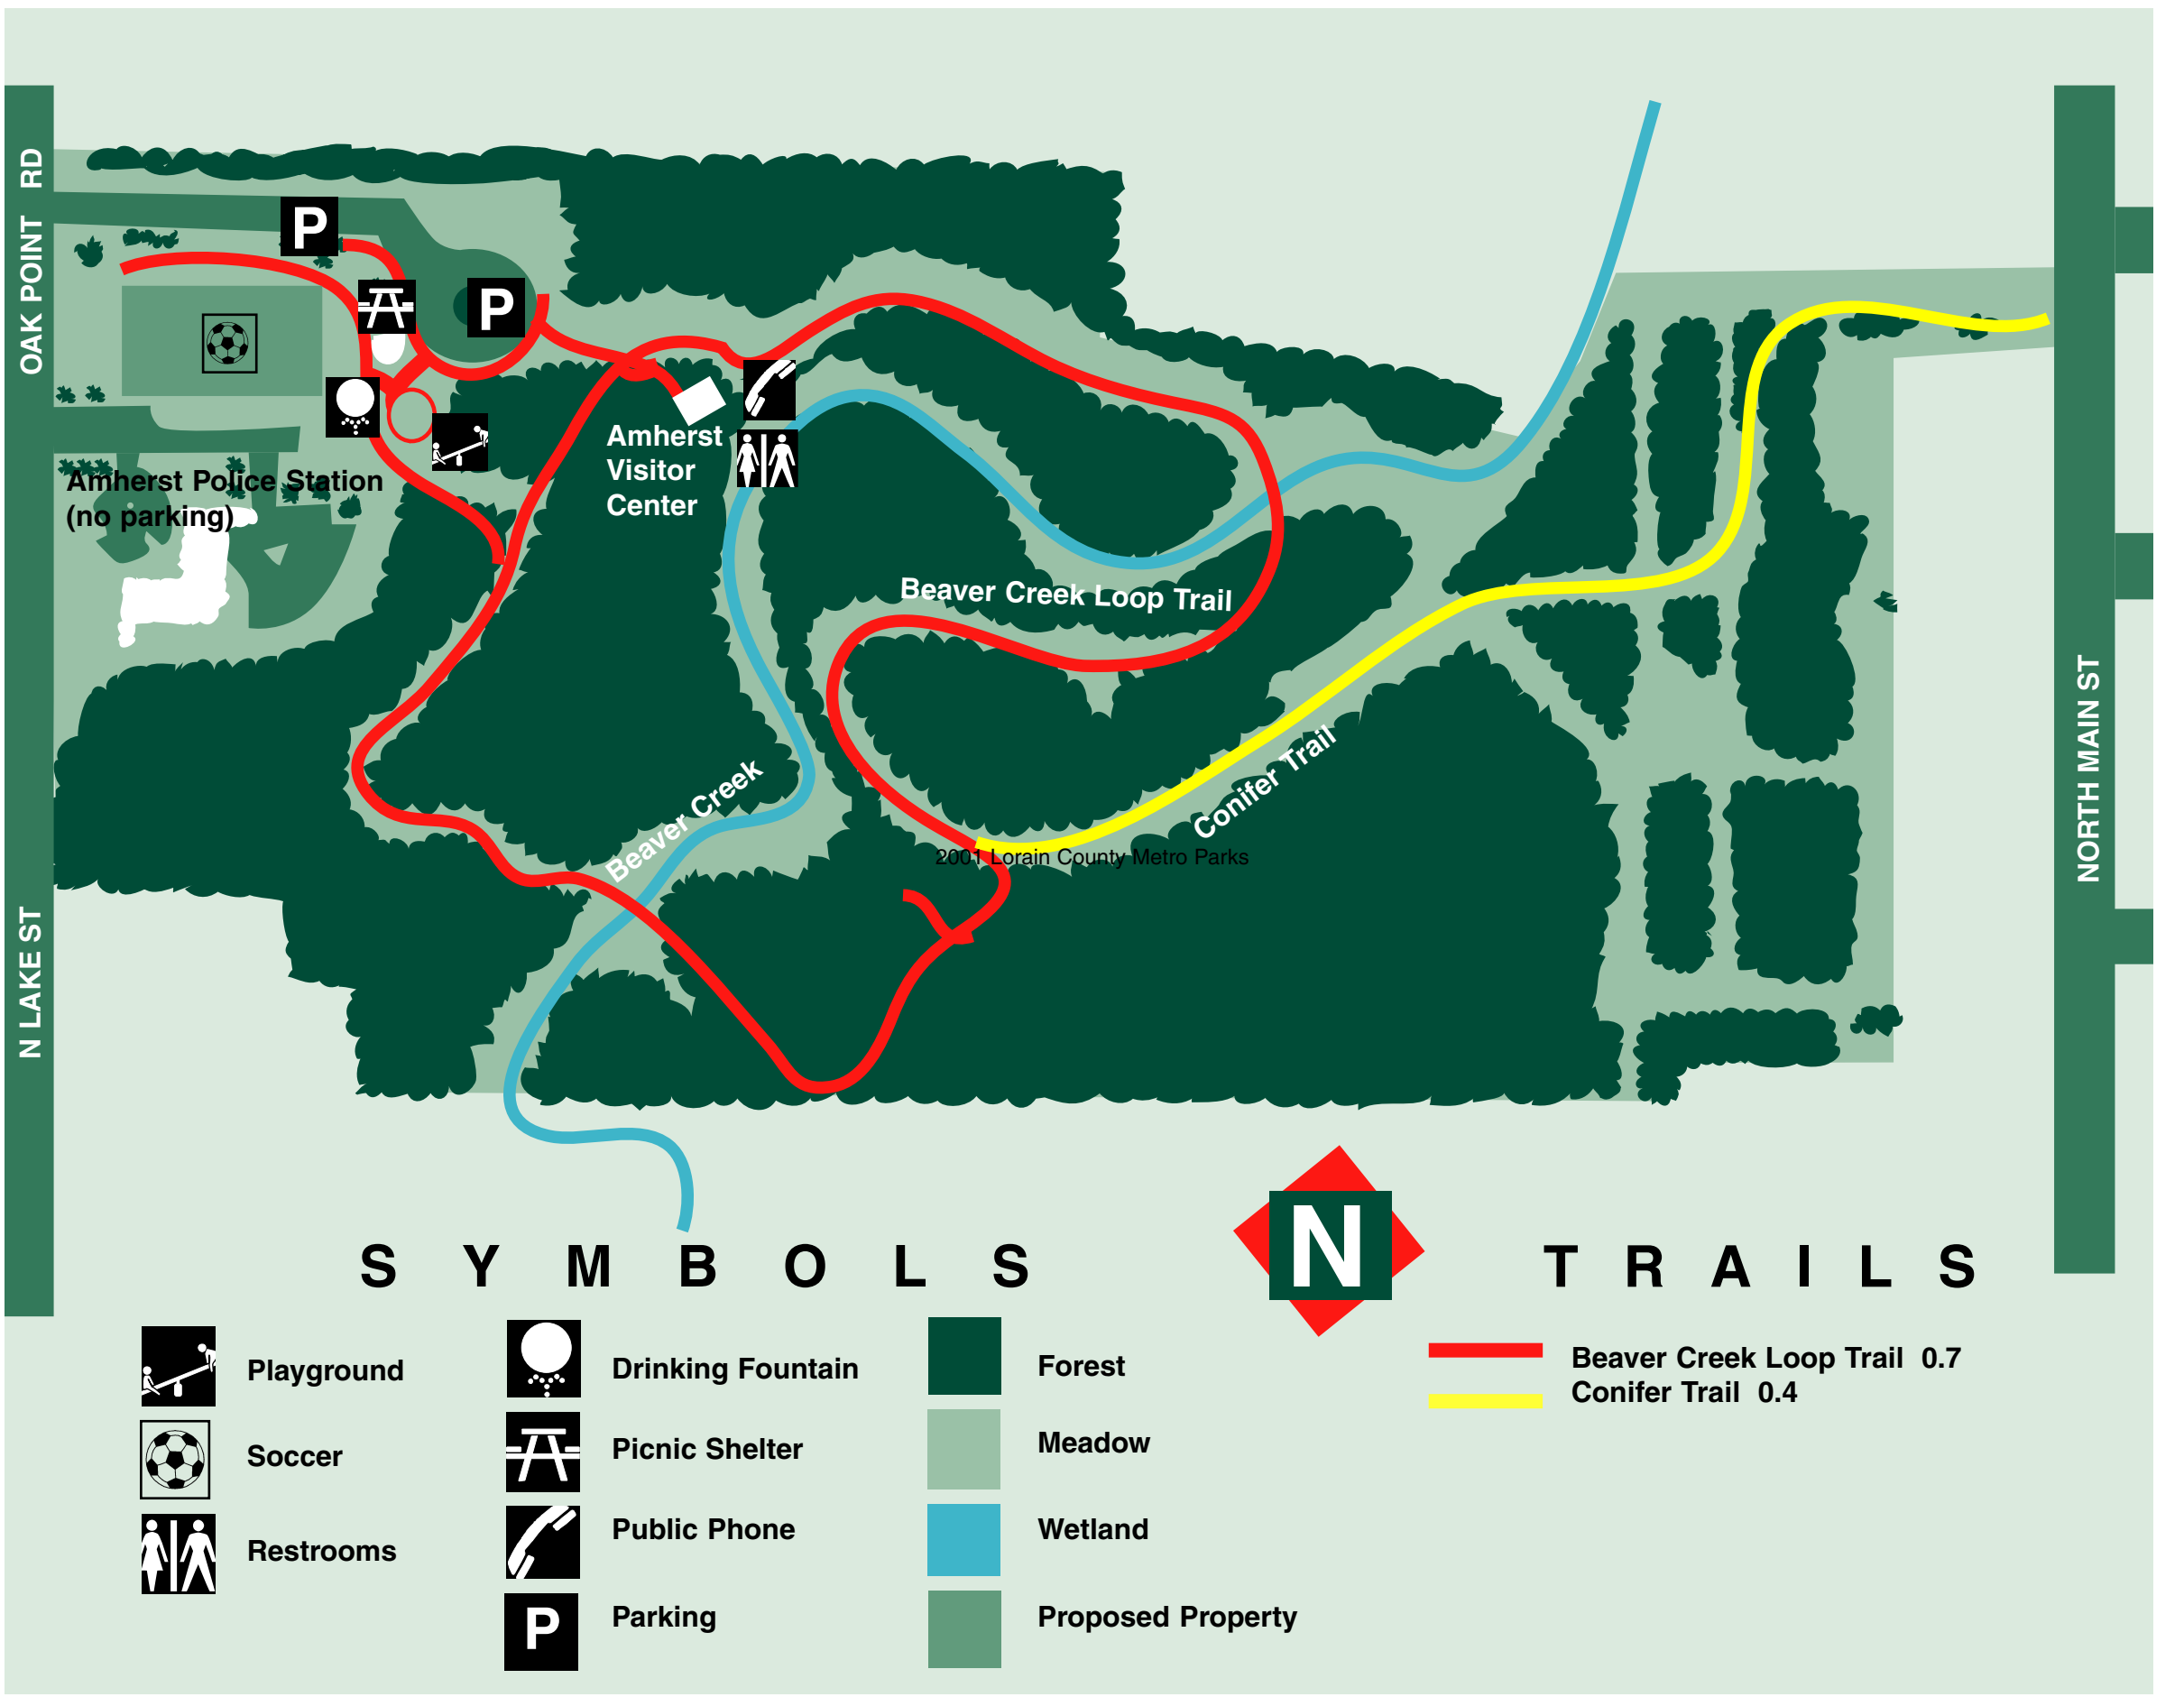 OAK POINT RD
P
P
Amherst
Visitor
Center
Amherst Police Station
(no parking)
Beaver Creek Loop Trail
NORTH MAIN ST
Conifer Trail
Beaver Creek
2001 Lorain County Metro Parks
N LAKE ST
N
SYMBOLS
TRAILS
Playground
Soccer
Restrooms
Drinking Fountain
Picnic Shelter
Public Phone
P
Parking
Forest
Meadow
Wetland
Proposed Property
Beaver Creek Loop Trail 0.7
Conifer Trail 0.4